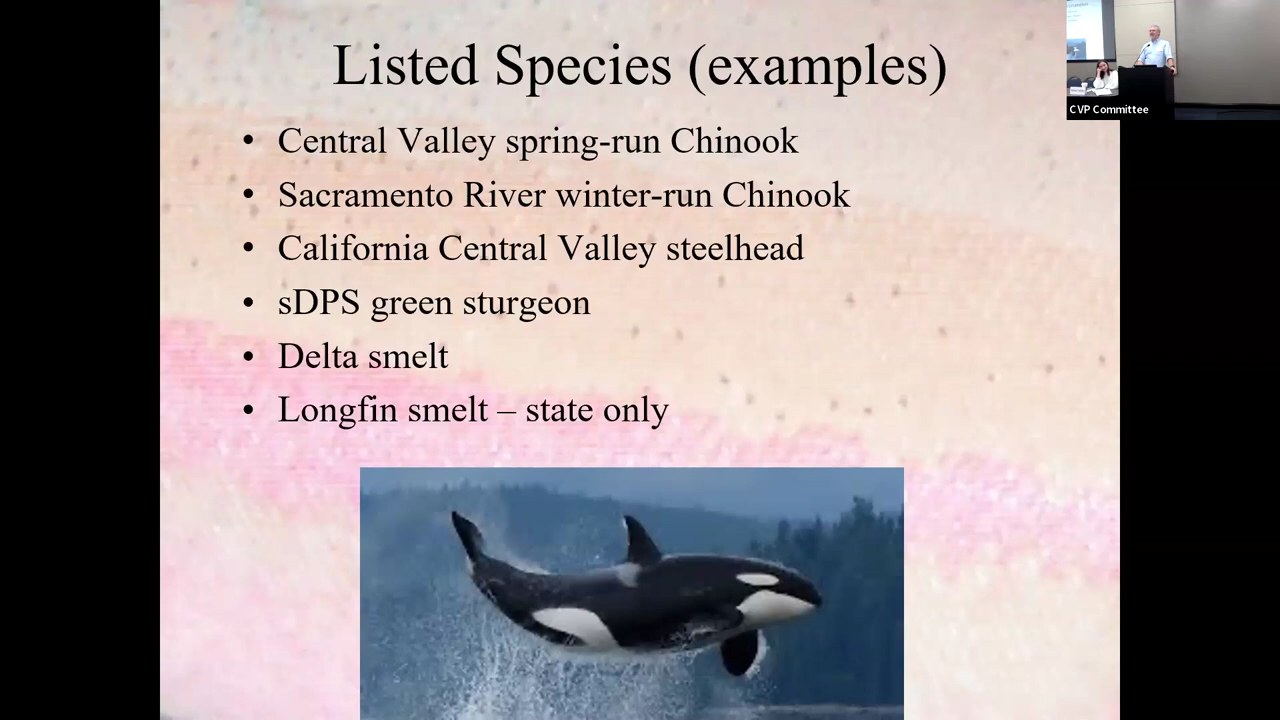 Listed Species (examples)
• Central Valley spring-run Chinook
• Sacramento River winter-run Chinook
• California Central Valley steelhead
• sDPS green sturgeon
• Delta smelt
• Longfin smelt – state only
CVP Committee